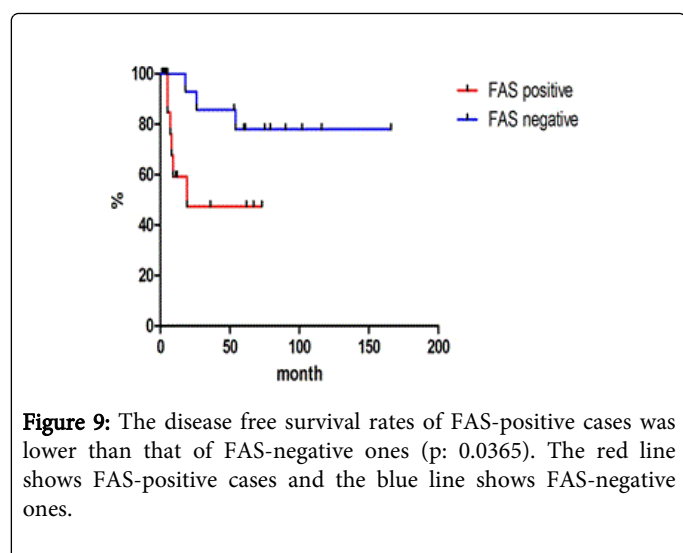 FAS positive
FAS negative
100
80
60
40
20
0
%
0 50 100 150 200
month
Figure 9: The disease free survival rates of FAS-positive cases was
lower than that of FAS-negative ones (p: 0.0365). The red line
shows FAS-positive cases and the blue line shows FAS-negative
ones.